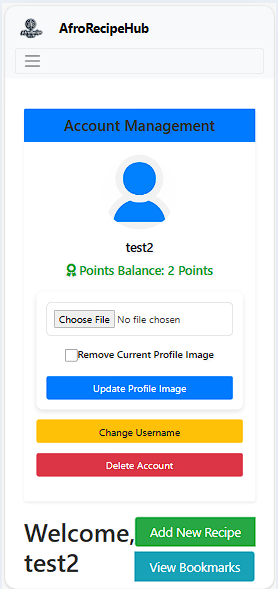 AfroRecipeHub
Account Management
test2
Points Balance: 2 Points
Choose File No file chosen
Remove Current Profile Image
Update Profile Image
Change Username
Delete Account
Welcome, test2
Add New Recipe
View Bookmarks